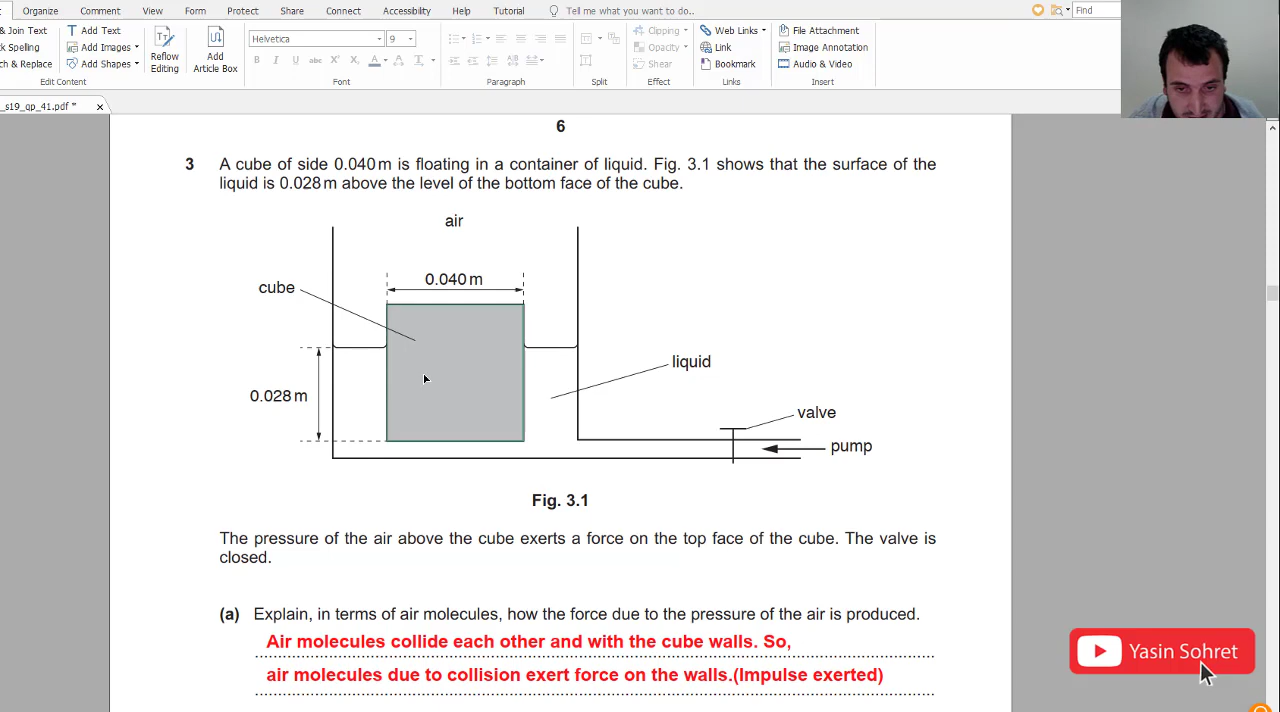 Organize Comment View Form Protect Share Connect Accessibility Help Tutorial Tell me what you want to do.. Find
Join Text
Spelling
& Replace
Edit Content
Add Text
Add Images
Add Shapes
Reflow
Editing
Add
Article Box
Helvetica 9
B I U abc X² X₂
Font
Paragraph
Split
Clipping
Opacity
Shear
Effect
Web Links
Link
Bookmark
Links
File Attachment
Image Annotation
Audio & Video
Insert
_s19_qp_41.pdf *
6
3 A cube of side 0.040 m is floating in a container of liquid. Fig. 3.1 shows that the surface of the
liquid is 0.028 m above the level of the bottom face of the cube.
air
0.040 m
cube
liquid
0.028 m
valve
pump
Fig. 3.1
The pressure of the air above the cube exerts a force on the top face of the cube. The valve is
closed.
(a) Explain, in terms of air molecules, how the force due to the pressure of the air is produced.
Air molecules collide each other and with the cube walls. So,
air molecules due to collision exert force on the walls.(Impulse exerted)
Yasin Sohret